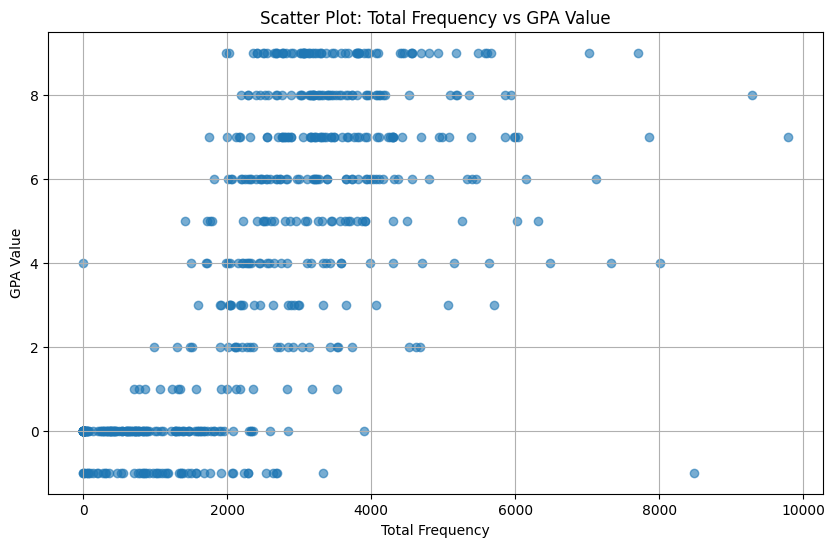 Scatter Plot: Total Frequency vs GPA Value
GPA Value
8
6
4
2
0
0 2000 4000 6000 8000 10000
Total Frequency